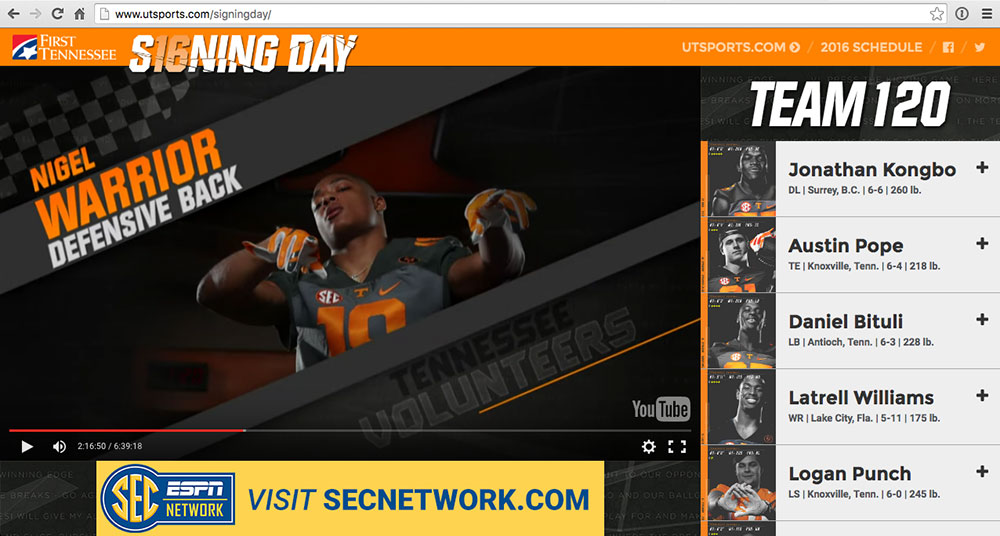 www.utsports.com/signingday/
FIRST
TENNESSEE
S16NING DAY
UTSPORTS.COM / 2016 SCHEDULE / /
NIGEL
WARRIOR
DEFENSIVE BACK
SEC
T
TENNESSEE
VOLUNTEERS
YouTube
2:16:50 / 6:39:18
SEC
ESPN
NETWORK
VISIT SECNETWORK.COM
TEAM 120
Jonathan Kongbo
DL | Surrey, B.C. | 6-6 | 260 lb.
Austin Pope
TE | Knoxville, Tenn. | 6-4 | 218 lb.
Daniel Bituli
LB | Antioch, Tenn. | 6-3 | 228 lb.
Latrell Williams
WR | Lake City, Fla. | 5-11 | 175 lb.
Logan Punch
LS | Knoxville, Tenn. | 6-0 | 245 lb.